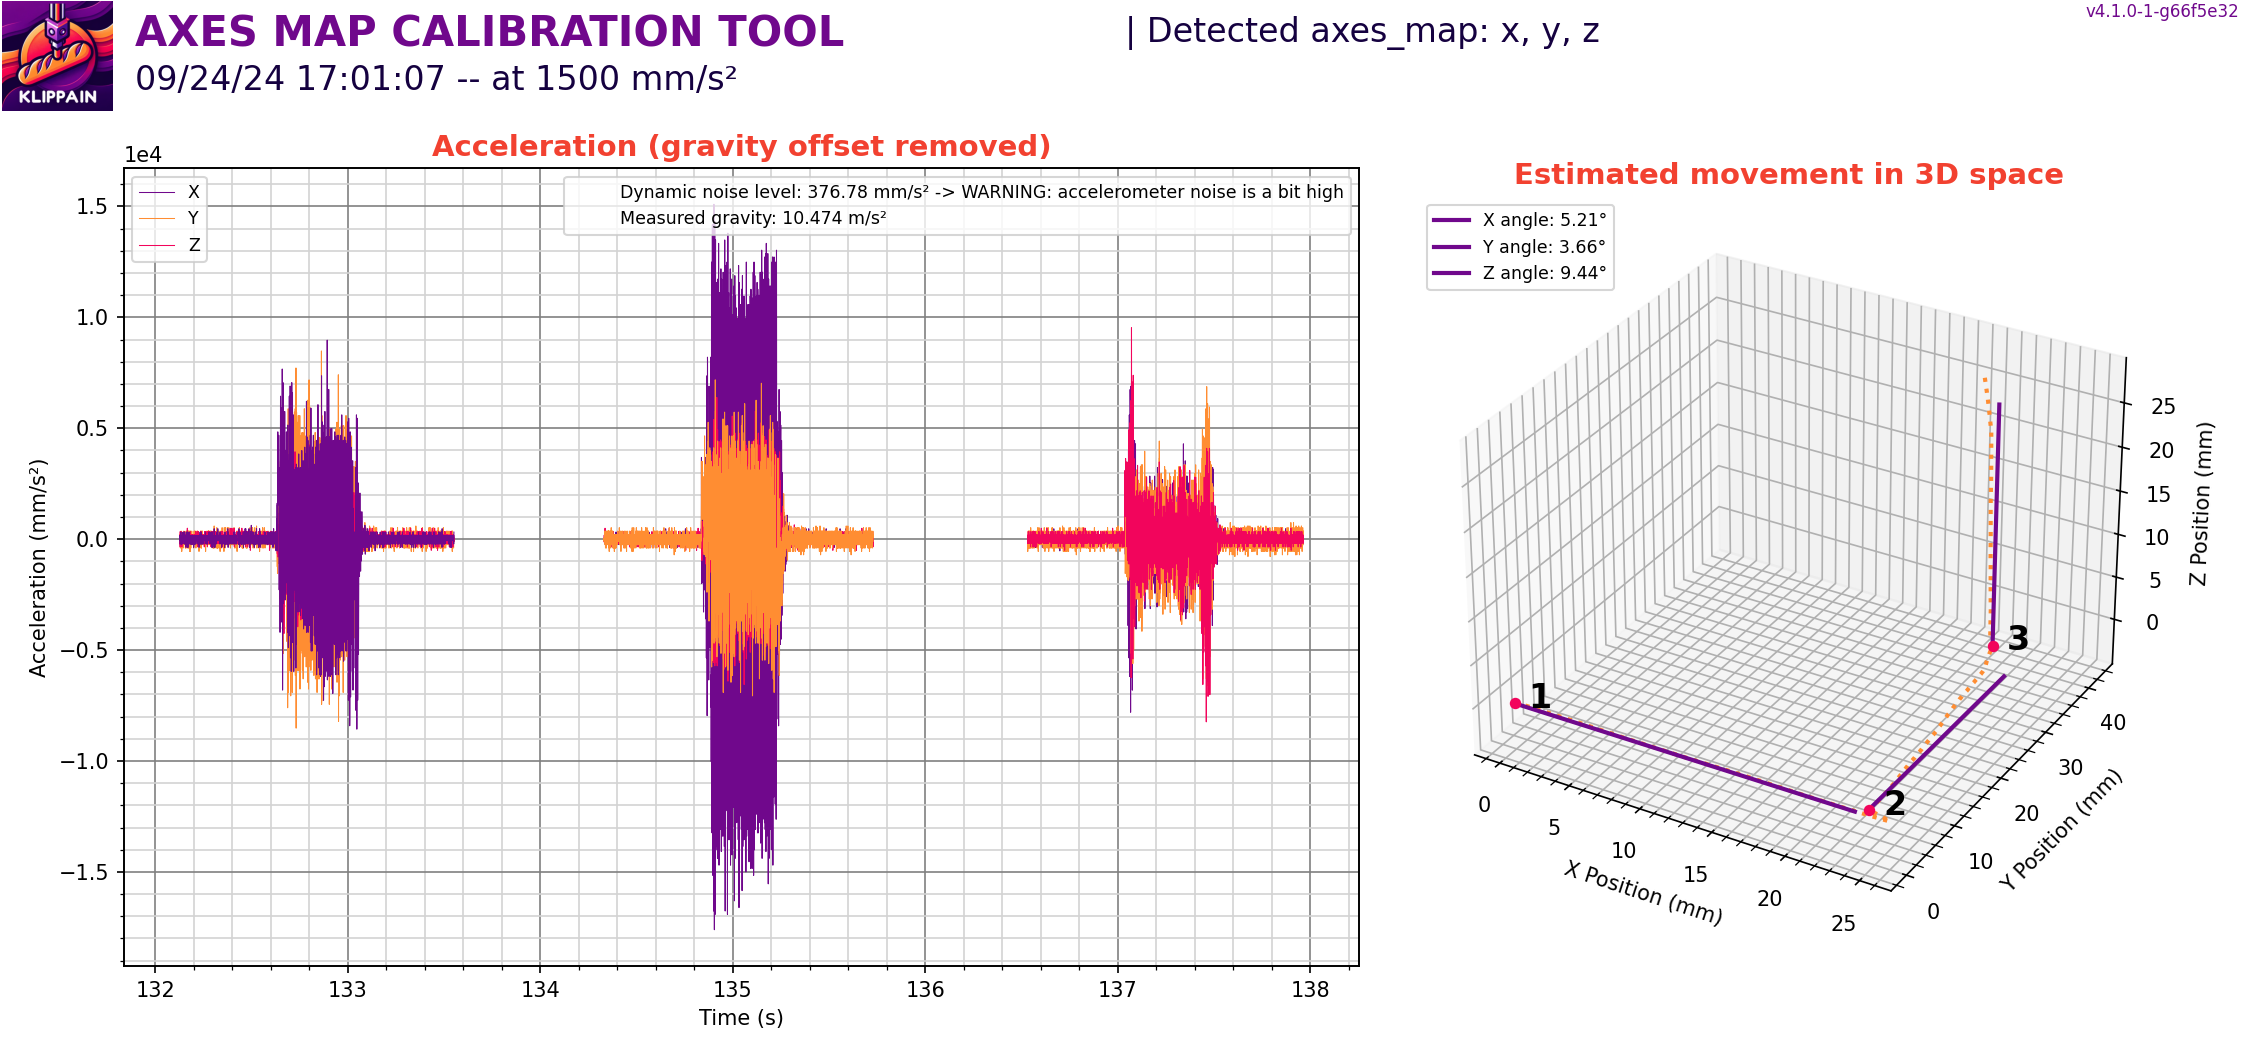 KLIPPAIN
AXES MAP CALIBRATION TOOL
09/24/24 17:01:07 -- at 1500 mm/s²
| Detected axes_map: x, y, z
v4.1.0-1-g66f5e32
Acceleration (gravity offset removed)
1e4
X
Y
Z
Dynamic noise level: 376.78 mm/s² -> WARNING: accelerometer noise is a bit high
Measured gravity: 10.474 m/s²
Acceleration (mm/s²)
1.5
1.0
0.5
0.0
−0.5
−1.0
−1.5
132 133 134 135 136 137 138
Time (s)
Estimated movement in 3D space
X angle: 5.21°
Y angle: 3.66°
Z angle: 9.44°
1
2
3
0 5 10 15 20 25
X Position (mm)
0 10 20 30 40
Y Position (mm)
25
20
15
10
5
0
Z Position (mm)